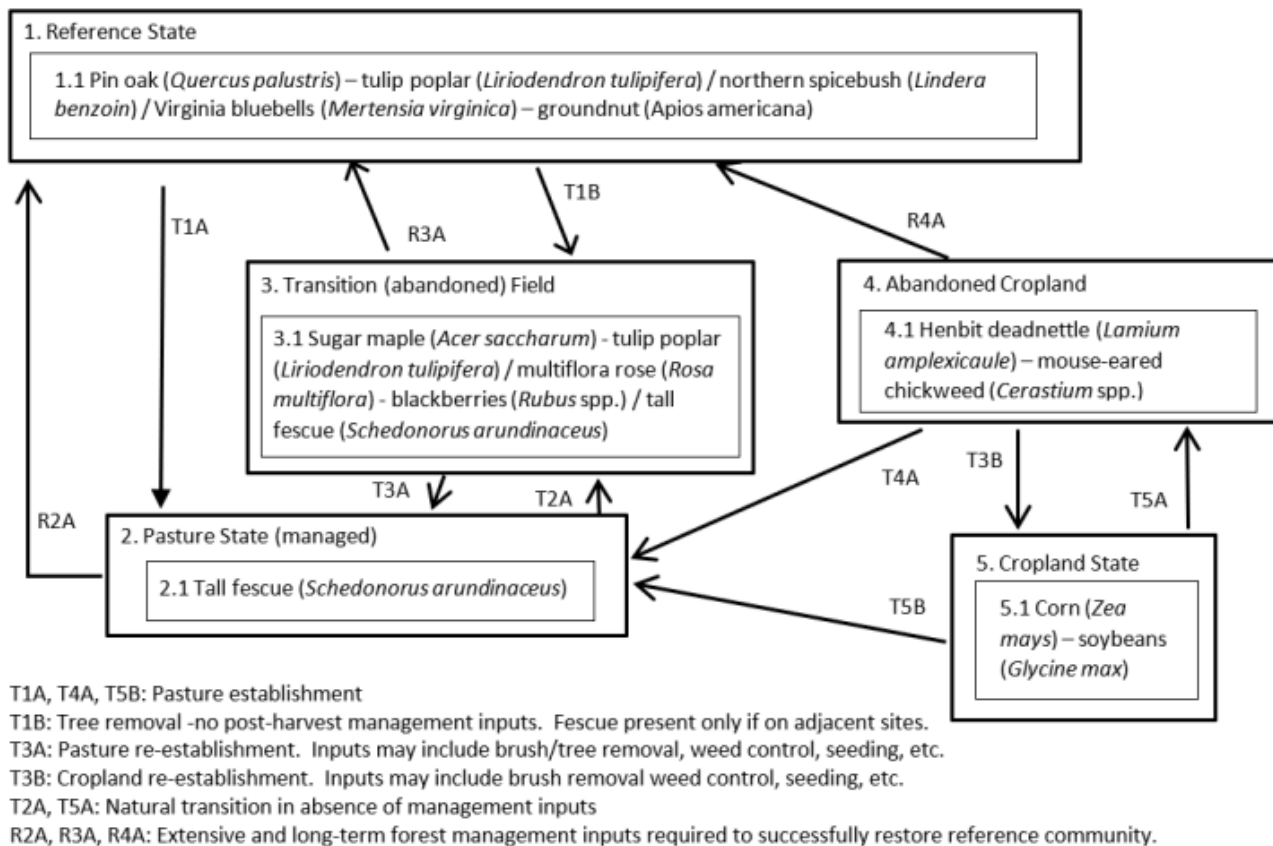 1. Reference State
1.1 Pin oak (Quercus palustris) – tulip poplar (Liriodendron tulipifera) / northern spicebush (Lindera
benzoin) / Virginia bluebells (Mertensia virginica) – groundnut (Apios americana)
T1A
R3A
T1B
R4A
3. Transition (abandoned) Field
3.1 Sugar maple (Acer saccharum) - tulip poplar
(Liriodendron tulipifera) / multiflora rose (Rosa
multiflora) - blackberries (Rubus spp.) / tall
fescue (Schedonorus arundinaceus)
4. Abandoned Cropland
4.1 Henbit deadnettle (Lamium
amplexicaule) – mouse-eared
chickweed (Cerastium spp.)
R2A
T3A
T2A
T4A
T3B
T5A
2. Pasture State (managed)
2.1 Tall fescue (Schedonorus arundinaceus)
T5B
5. Cropland State
5.1 Corn (Zea
mays) – soybeans
(Glycine max)
T1A, T4A, T5B: Pasture establishment
T1B: Tree removal -no post-harvest management inputs.  Fescue present only if on adjacent sites.
T3A: Pasture re-establishment.  Inputs may include brush/tree removal, weed control, seeding, etc.
T3B: Cropland re-establishment.  Inputs may include brush removal weed control, seeding, etc.
T2A, T5A: Natural transition in absence of management inputs
R2A, R3A, R4A: Extensive and long-term forest management inputs required to successfully restore reference community.